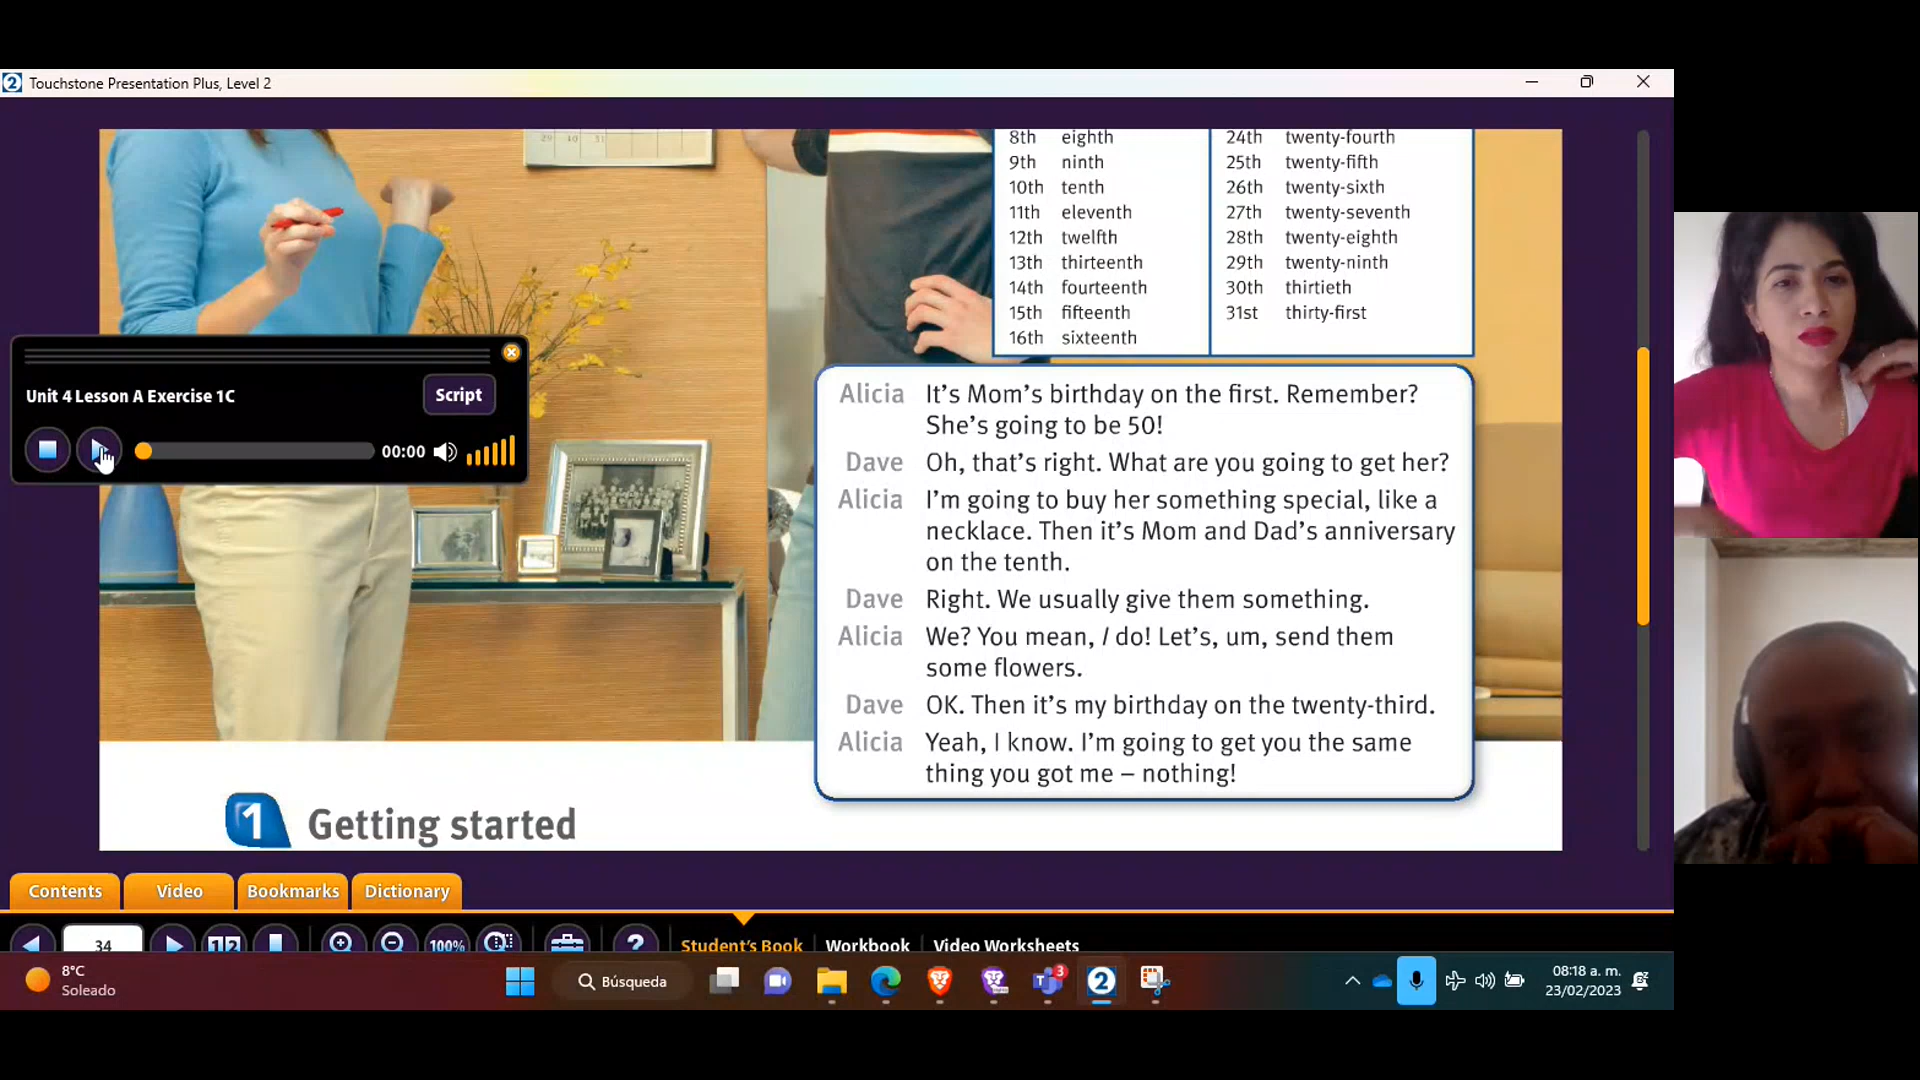 Touchstone Presentation Plus, Level 2
29 30 31
8th eighth
9th ninth
10th tenth
11th eleventh
12th twelfth
13th thirteenth
14th fourteenth
15th fifteenth
16th sixteenth
24th twenty-fourth
25th twenty-fifth
26th twenty-sixth
27th twenty-seventh
28th twenty-eighth
29th twenty-ninth
30th thirtieth
31st thirty-first
Unit 4 Lesson A Exercise 1C
Script
00:00
Alicia It's Mom's birthday on the first. Remember?
She's going to be 50!
Dave Oh, that's right. What are you going to get her?
Alicia I'm going to buy her something special, like a
necklace. Then it's Mom and Dad's anniversary
on the tenth.
Dave Right. We usually give them something.
Alicia We? You mean, I do! Let's, um, send them
some flowers.
Dave OK. Then it's my birthday on the twenty-third.
Alicia Yeah, I know. I'm going to get you the same
thing you got me – nothing!
1 Getting started
Contents Video Bookmarks Dictionary
34 12 100% ? Student's Book Workbook Video Worksheets
8°C
Soleado
Búsqueda
3
2
08:18 a. m.
23/02/2023